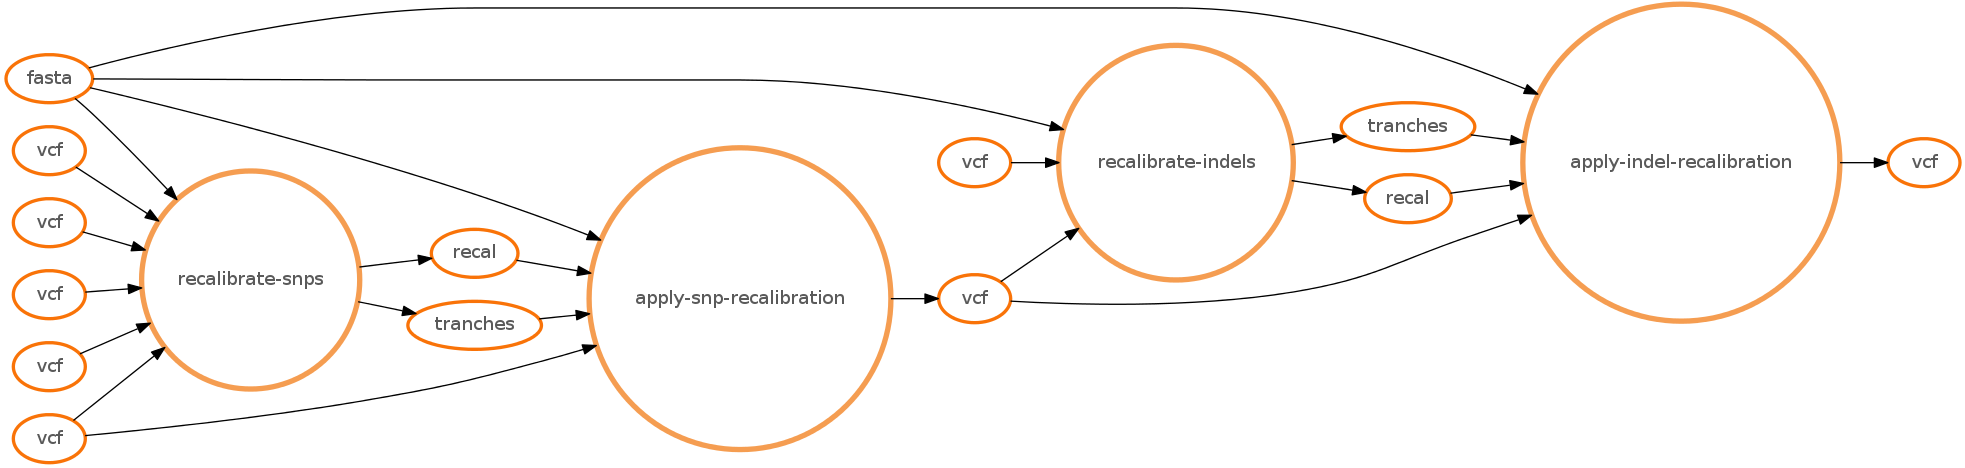 fasta
vcf
vcf
vcf
vcf
vcf
recalibrate-snps
recal
tranches
apply-snp-recalibration
vcf
vcf
recalibrate-indels
tranches
recal
apply-indel-recalibration
vcf